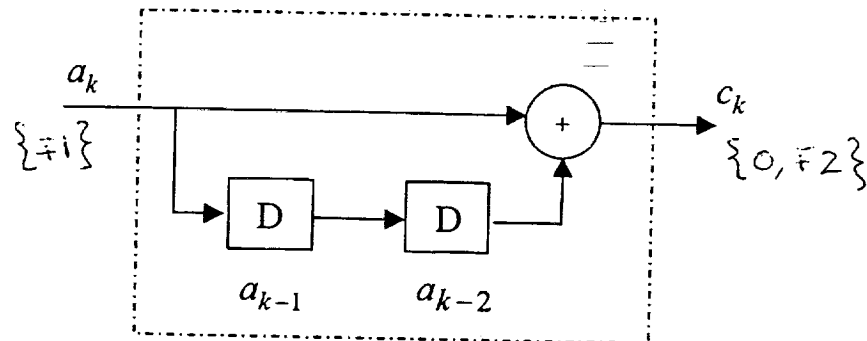 a_k
c_k
{∓1}
+
{0, ∓2}
D
D
a_{k-1}
a_{k-2}